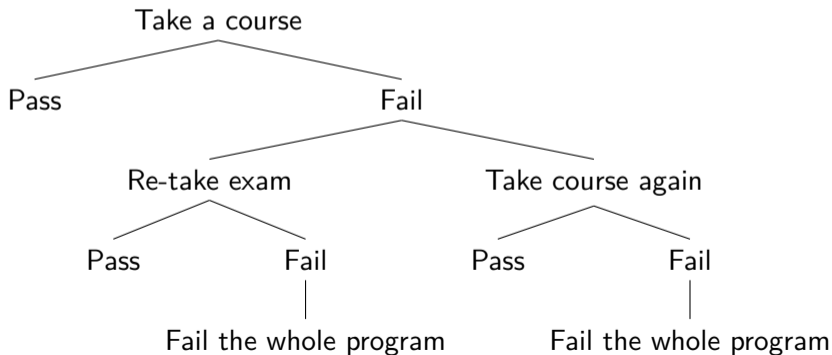 Take a course
Pass Fail
Re-take exam Take course again
Pass Fail Pass Fail
Fail the whole program Fail the whole program